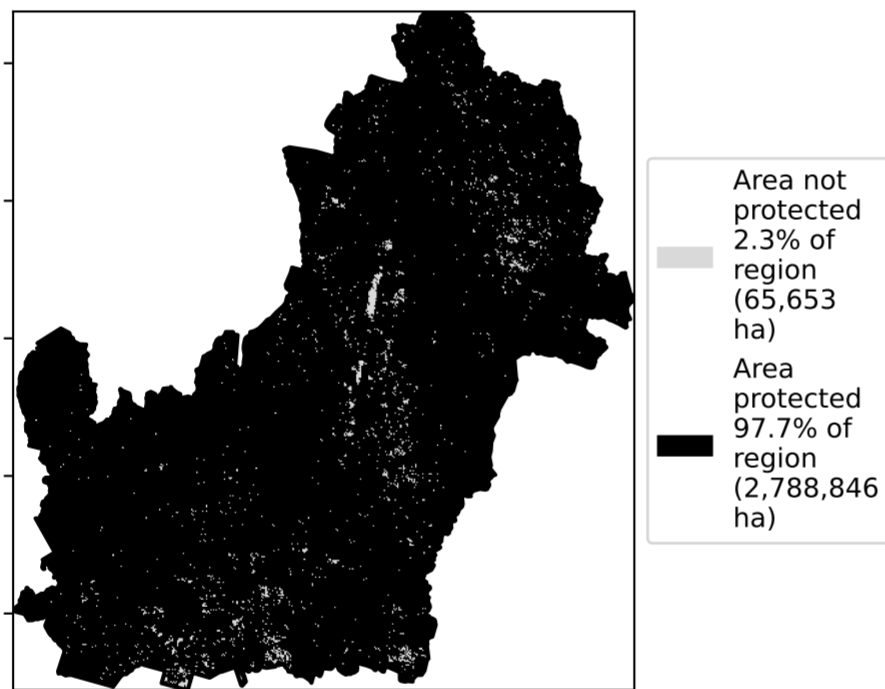 Area not
protected
2.3% of
region
(65,653
ha)
Area
protected
97.7% of
region
(2,788,846
ha)